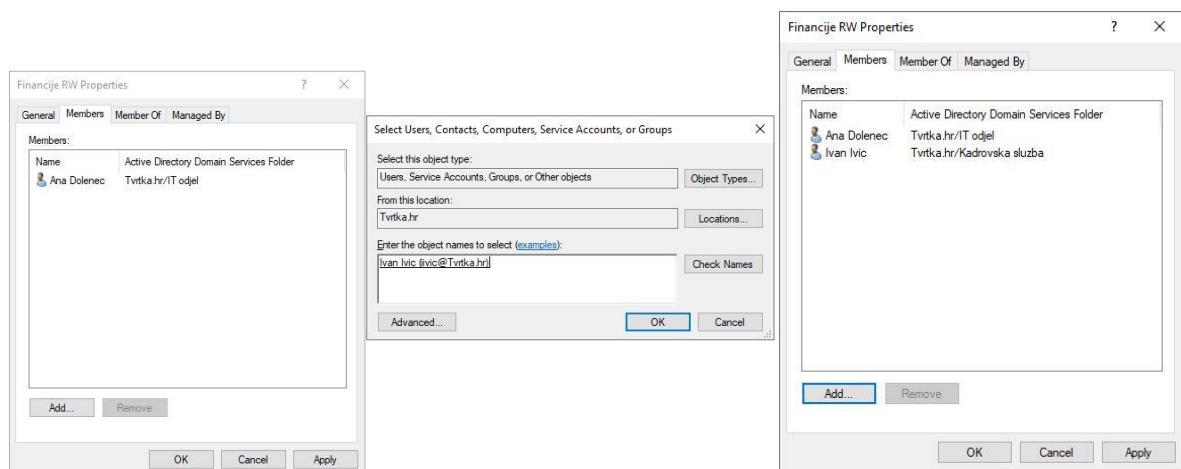 Financije RW Properties ? ×
General Members Member Of Managed By
Members:
Name Active Directory Domain Services Folder
Ana Dolenec Tvrtka.hr/IT odjel
Add... Remove
OK Cancel Apply
Select Users, Contacts, Computers, Service Accounts, or Groups ×
Select this object type:
Users, Service Accounts, Groups, or Other objects Object Types...
From this location:
Tvrtka.hr Locations...
Enter the object names to select (examples):
Ivan Ivic (iivic@Tvrtka.hr) Check Names
Advanced... OK Cancel
Financije RW Properties ? ×
General Members Member Of Managed By
Members:
Name Active Directory Domain Services Folder
Ana Dolenec Tvrtka.hr/IT odjel
Ivan Ivic Tvrtka.hr/Kadrovska sluzba
Add... Remove
OK Cancel Apply